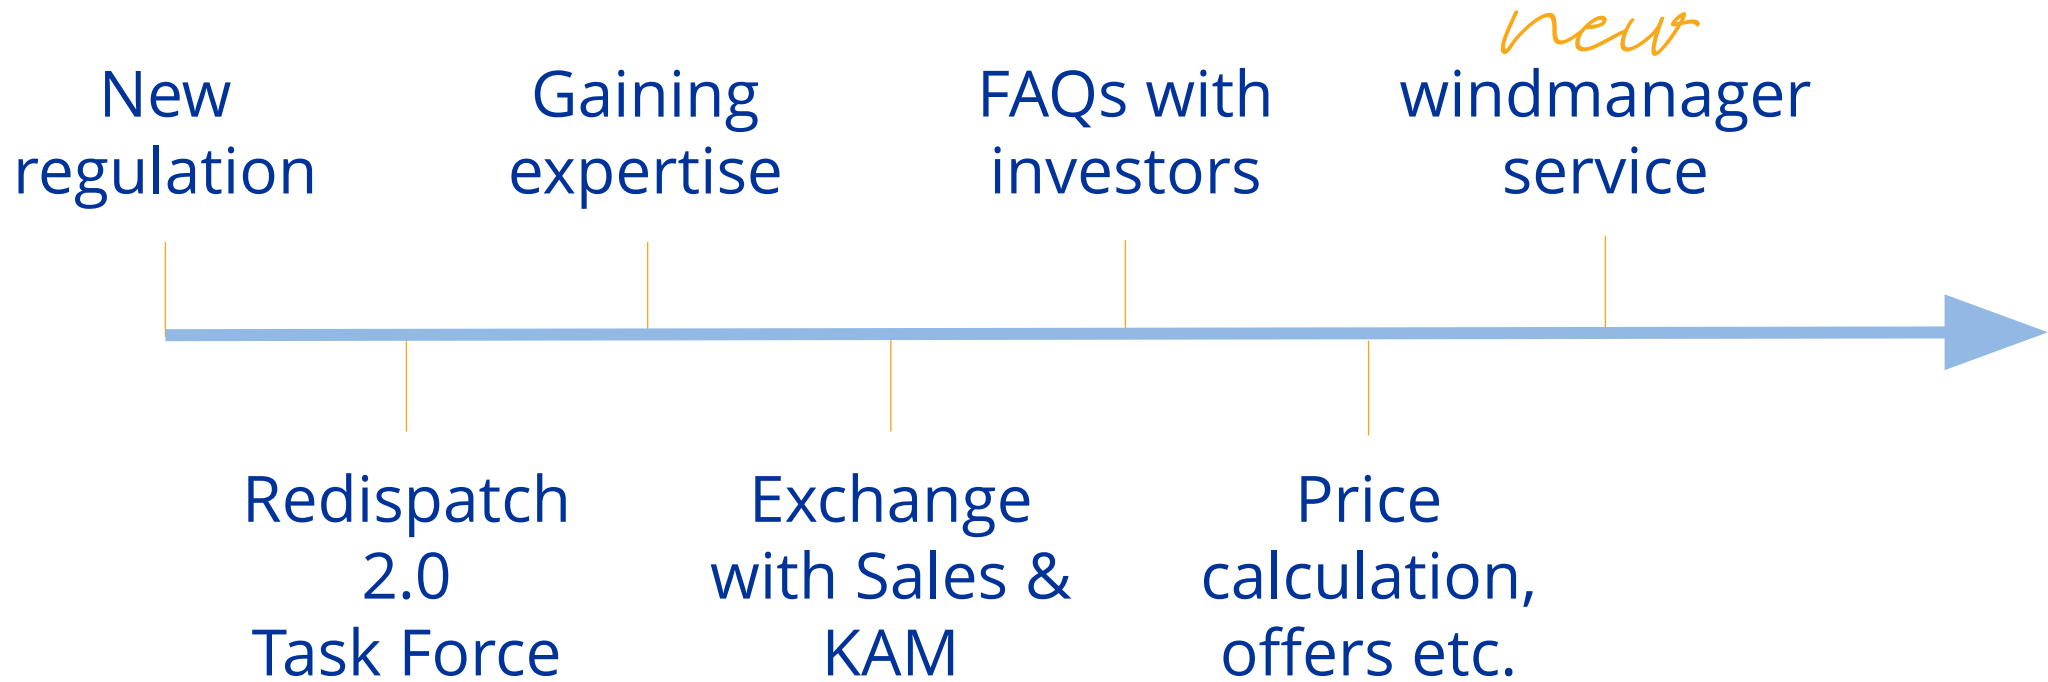 New
regulation
Gaining
expertise
FAQs with
investors
new
windmanager
service
Redispatch
2.0
Task Force
Exchange
with Sales &
KAM
Price
calculation,
offers etc.